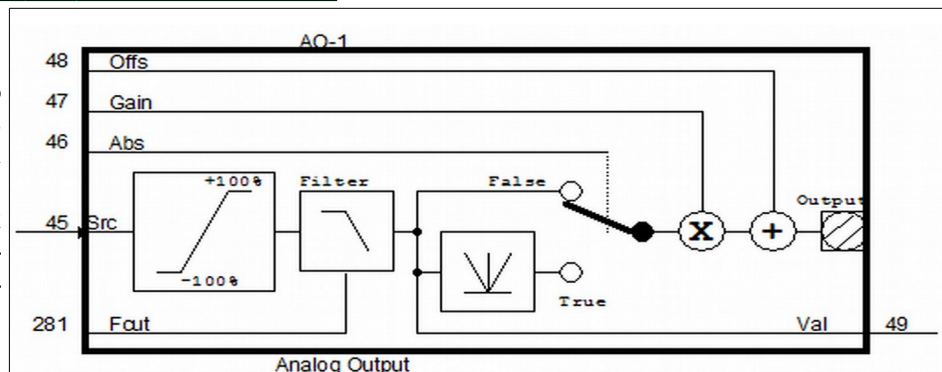 AO-1
48 Offs
47 Gain
46 Abs
+100% Filter False
Output
45 Src X +
-100%
True
281 Fcut Val 49
Analog Output